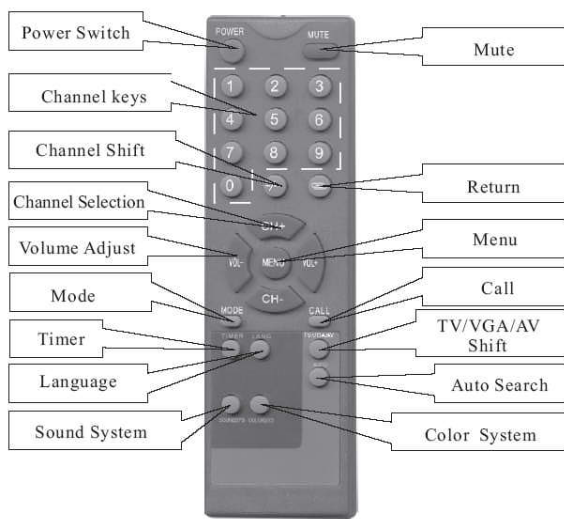 Power Switch
POWER
MUTE
Mute
Channel keys
1 2 3
4 5 6
7 8 9
0
Channel Shift
Return
Channel Selection
CH+
Volume Adjust
VOL-
MENU
VOL+
Menu
CH-
Mode
MODE
CALL
Call
Timer
TIMER
LANG
TV/VGA/AV
Shift
Language
Auto Search
Sound System
Color System